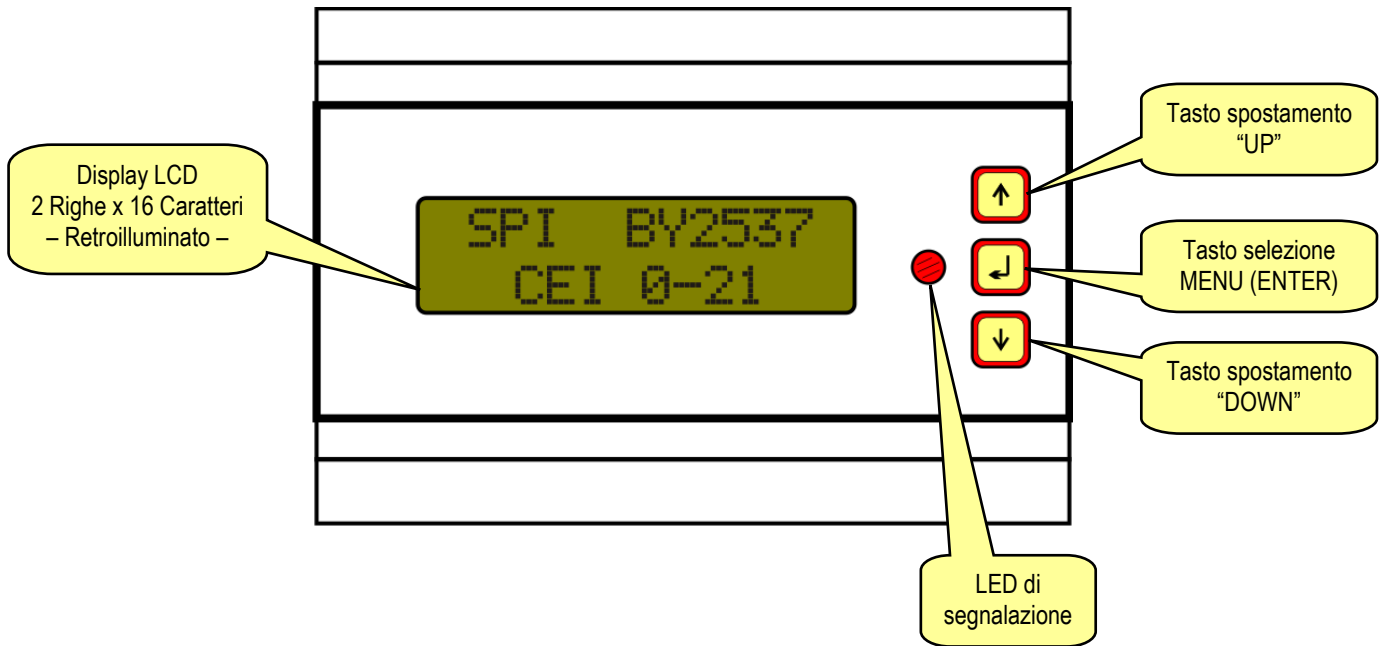 Display LCD
2 Righe x 16 Caratteri
– Retroilluminato –
SPI BY2537
CEI 0-21
Tasto spostamento
“UP”
Tasto selezione
MENU (ENTER)
Tasto spostamento
“DOWN”
LED di
segnalazione